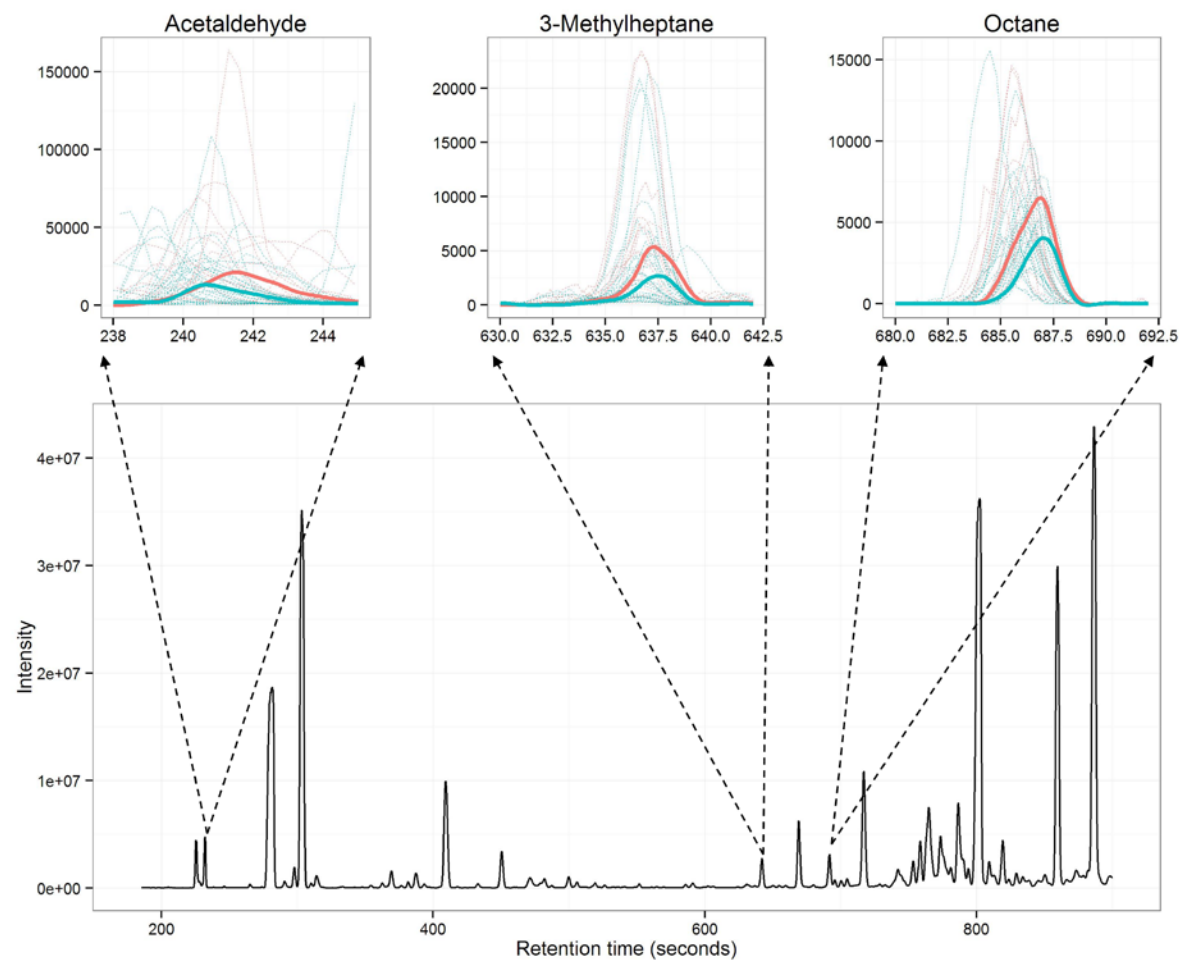 Acetaldehyde 3-Methylheptane Octane
150000
100000
50000
0
238 240 242 244
20000
15000
10000
5000
0
630.0 632.5 635.0 637.5 640.0 642.5
15000
10000
5000
0
680.0 682.5 685.0 687.5 690.0 692.5
Intensity
4e+07
3e+07
2e+07
1e+07
0e+00
200 400 600 800
Retention time (seconds)